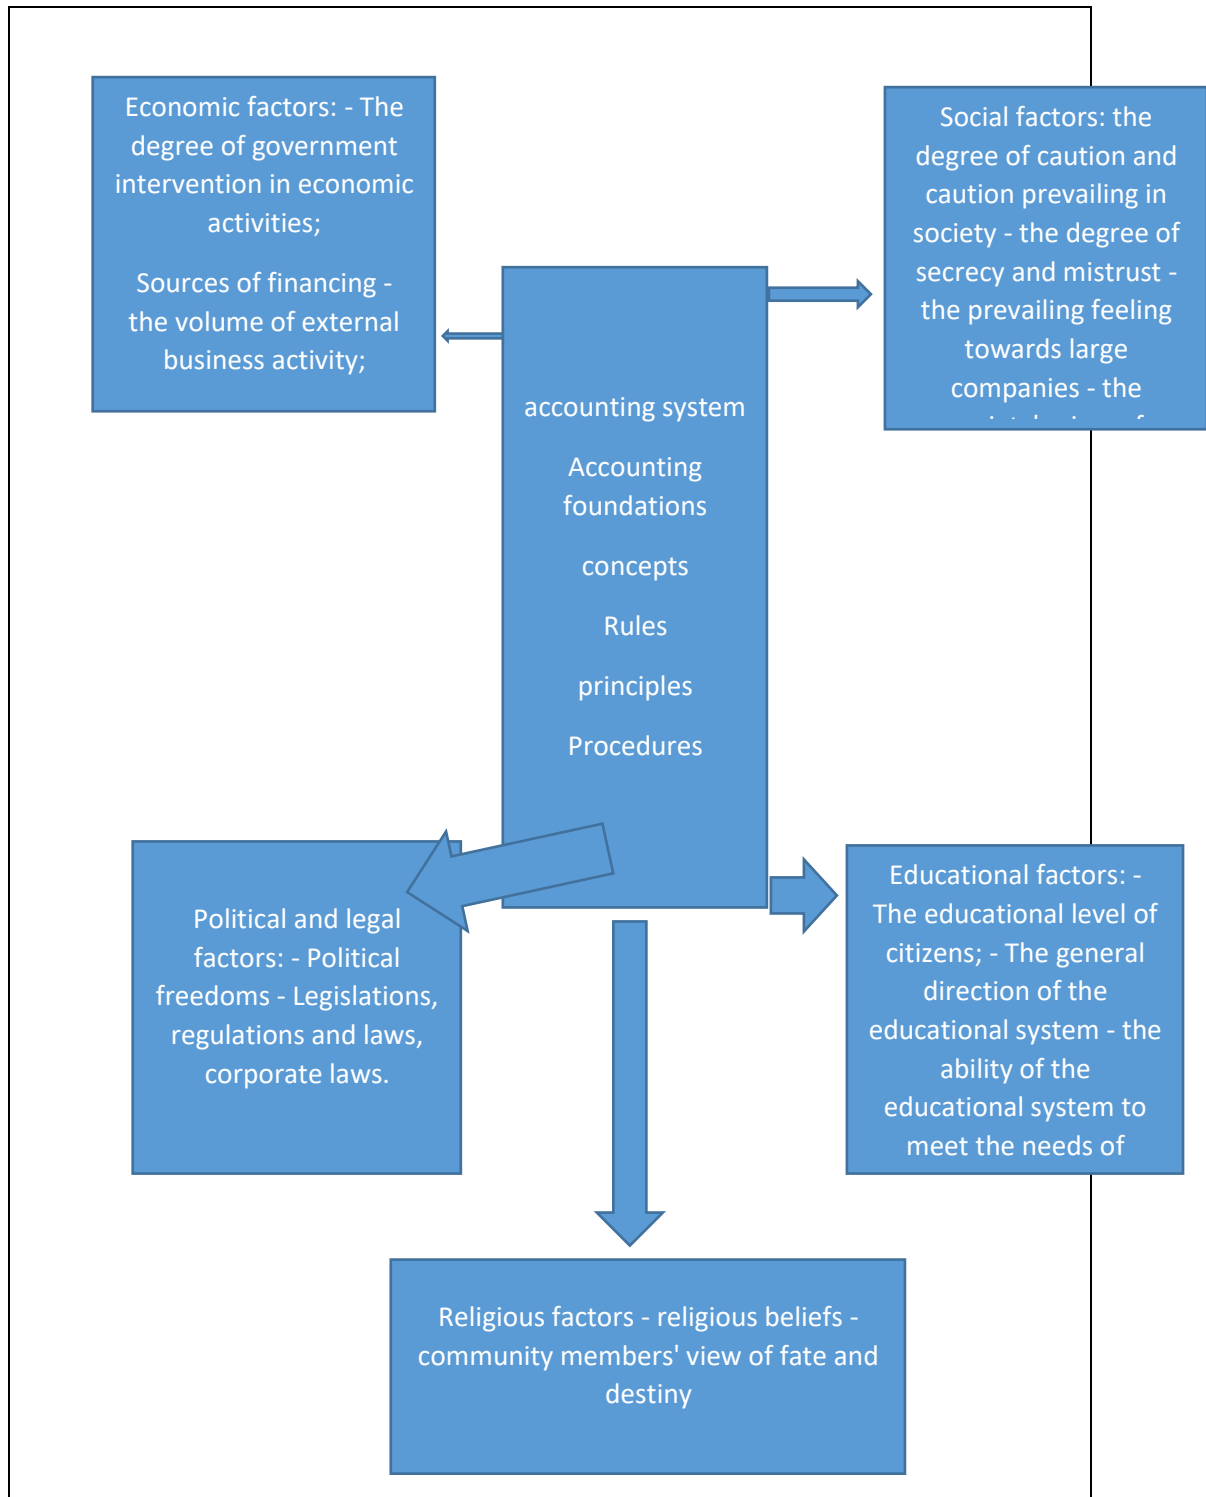 Economic factors: - The
degree of government
intervention in economic
activities;
Sources of financing -
the volume of external
business activity;
Social factors: the
degree of caution and
caution prevailing in
society - the degree of
secrecy and mistrust -
the prevailing feeling
towards large
companies - the
accounting system
Accounting
foundations
concepts
Rules
principles
Procedures
Political and legal
factors: - Political
freedoms - Legislations,
regulations and laws,
corporate laws.
Educational factors: -
The educational level of
citizens; - The general
direction of the
educational system - the
ability of the
educational system to
meet the needs of
Religious factors - religious beliefs -
community members' view of fate and
destiny